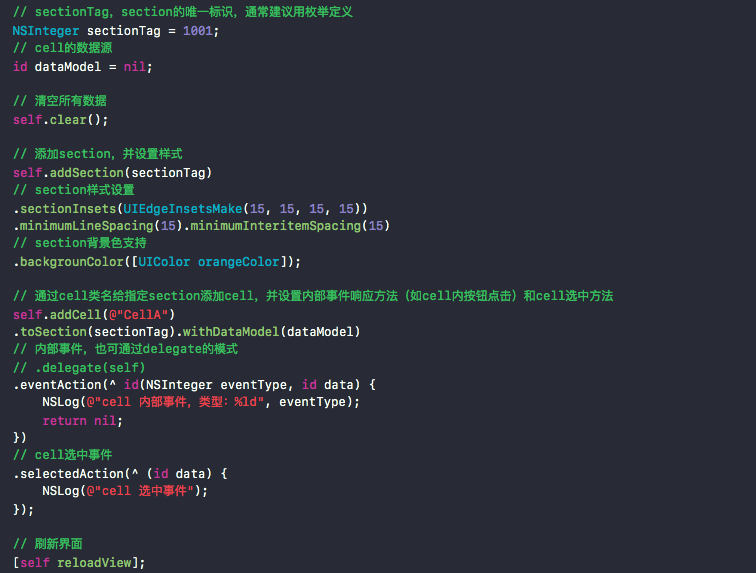 // sectionTag，section的唯一标识，通常建议用枚举定义
NSInteger sectionTag = 1001;
// cell的数据源
id dataModel = nil;

// 清空所有数据
self.clear();

// 添加section，并设置样式
self.addSection(sectionTag)
// section样式设置
.sectionInsets(UIEdgeInsetsMake(15, 15, 15, 15))
.minimumLineSpacing(15).minimumInteritemSpacing(15)
// section背景色支持
.backgrounColor([UIColor orangeColor]);

// 通过cell类名给指定section添加cell，并设置内部事件响应方法（如cell内按钮点击）和cell选中方法
self.addCell(@"CellA")
.toSection(sectionTag).withDataModel(dataModel)
// 内部事件，也可通过delegate的模式
// .delegate(self)
.eventAction(^ id(NSInteger eventType, id data) {
    NSLog(@"cell 内部事件，类型：%ld", eventType);
    return nil;
})
// cell选中事件
.selectedAction(^ (id data) {
    NSLog(@"cell 选中事件");
});

// 刷新界面
[self reloadView];